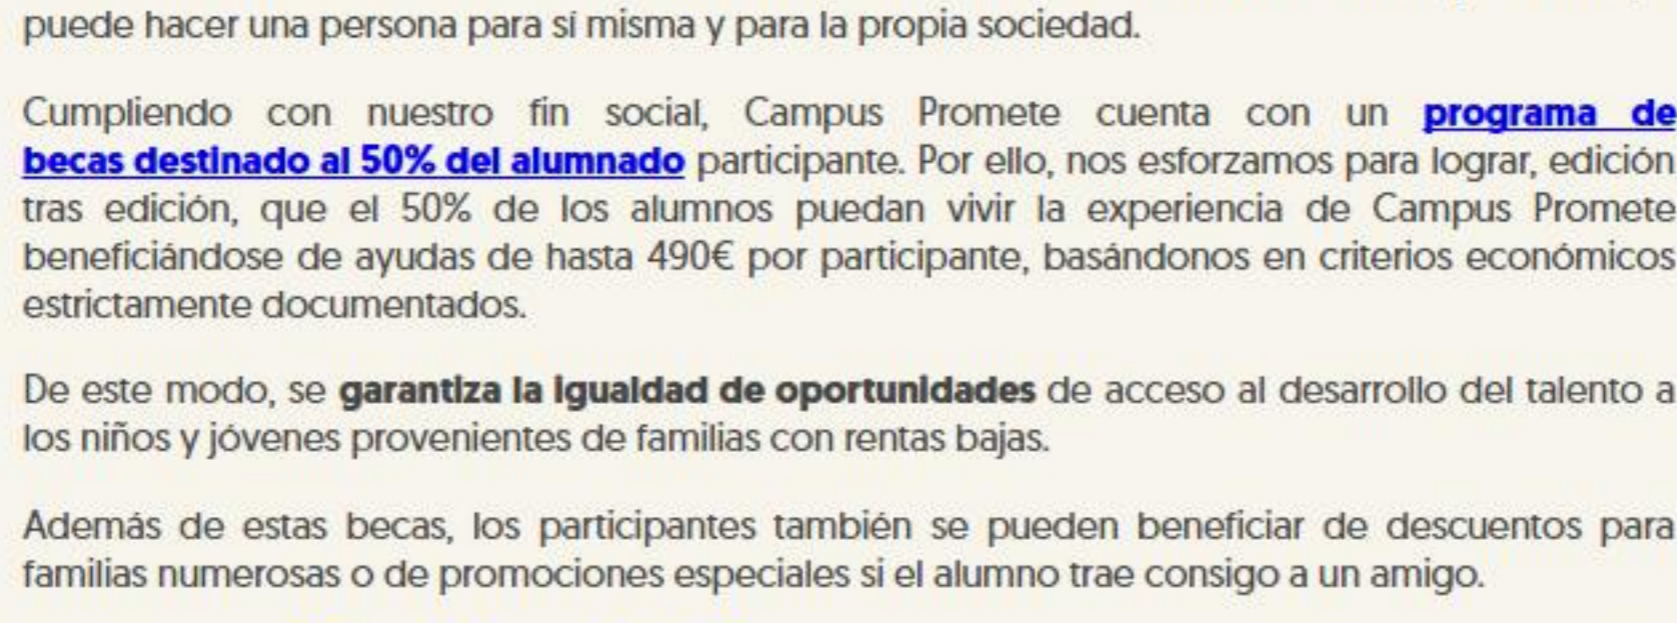 puede hacer una persona para sí misma y para la propia sociedad.
Cumpliendo con nuestro fin social, Campus Promete cuenta con un programa de
becas destinado al 50% del alumnado participante. Por ello, nos esforzamos para lograr, edición
tras edición, que el 50% de los alumnos puedan vivir la experiencia de Campus Promete
beneficiándose de ayudas de hasta 490€ por participante, basándonos en criterios económicos
estrictamente documentados.
De este modo, se garantiza la igualdad de oportunidades de acceso al desarrollo del talento a
los niños y jóvenes provenientes de familias con rentas bajas.
Además de estas becas, los participantes también se pueden beneficiar de descuentos para
familias numerosas o de promociones especiales si el alumno trae consigo a un amigo.